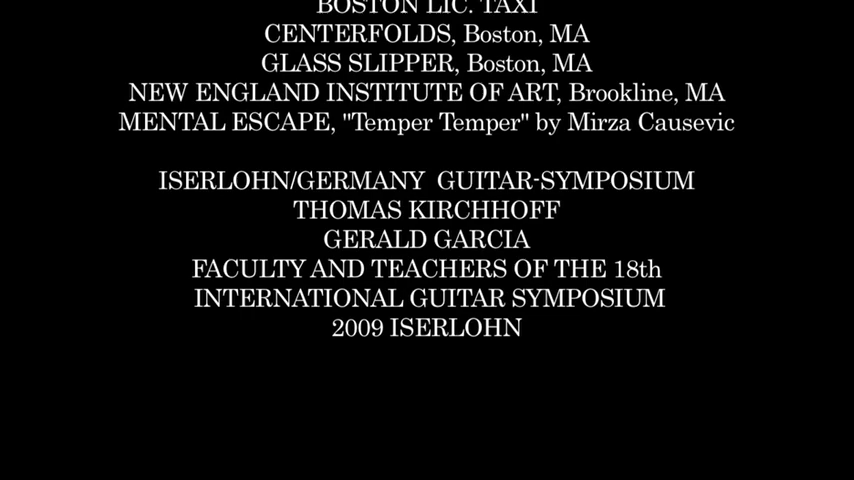 BOSTON LIC. TAXI
CENTERFOLDS, Boston, MA
GLASS SLIPPER, Boston, MA
NEW ENGLAND INSTITUTE OF ART, Brookline, MA
MENTAL ESCAPE, "Temper Temper" by Mirza Causevic
ISERLOHN/GERMANY GUITAR-SYMPOSIUM
THOMAS KIRCHHOFF
GERALD GARCIA
FACULTY AND TEACHERS OF THE 18th
INTERNATIONAL GUITAR SYMPOSIUM
2009 ISERLOHN